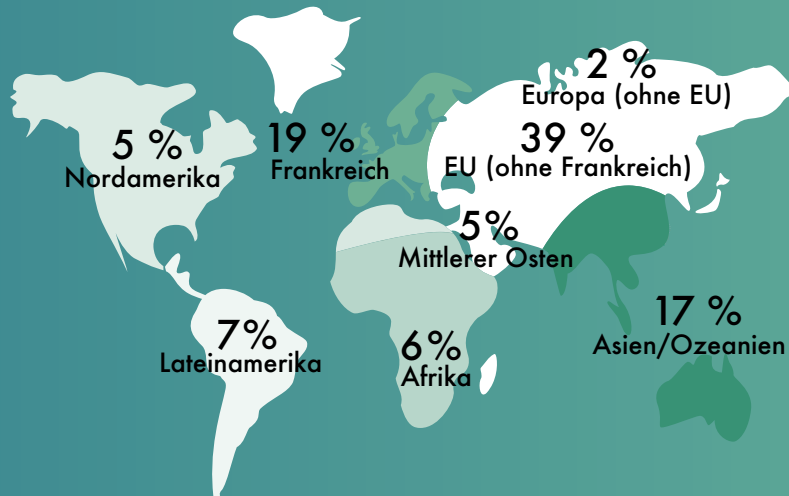 2 %
Europa (ohne EU)
5 %
Nordamerika
19 %
Frankreich
39 %
EU (ohne Frankreich)
5%
Mittlerer Osten
17 %
Asien/Ozeanien
7%
Lateinamerika
6%
Afrika